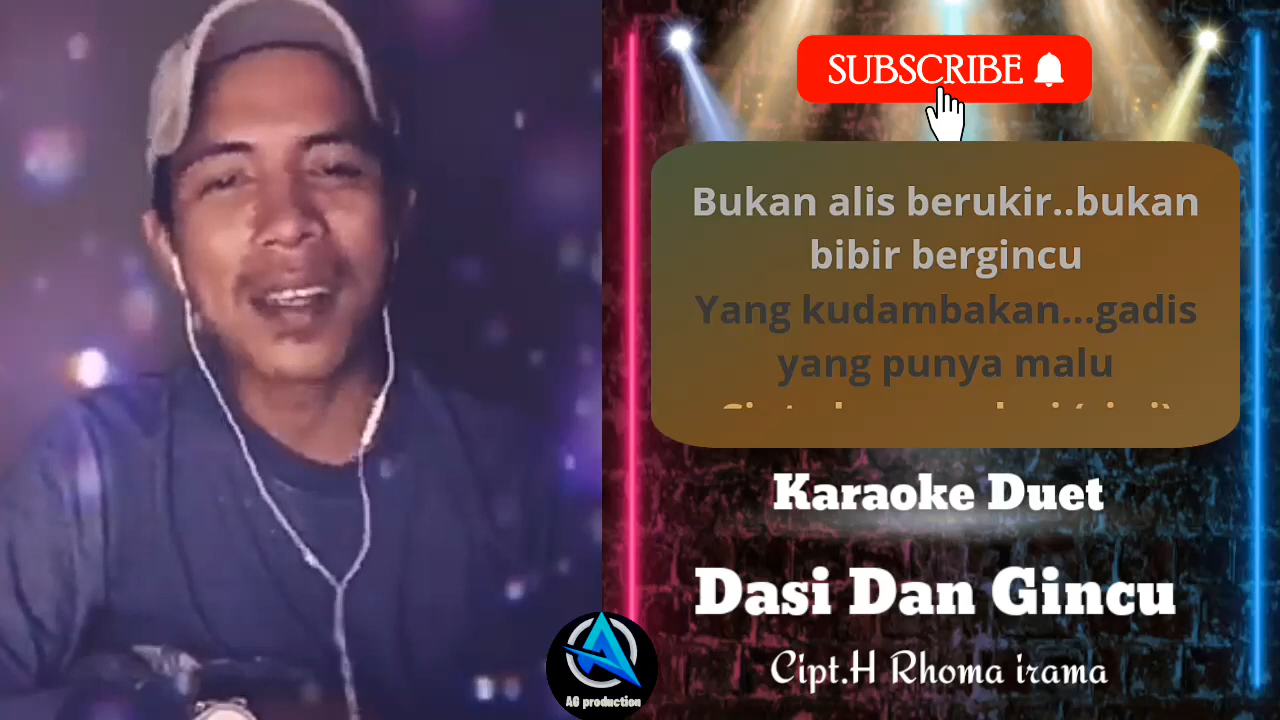 SUBSCRIBE
Bukan alis berukir..bukan
bibir bergincu
Yang kudambakan...gadis
yang punya malu
Karaoke Duet
Dasi Dan Gincu
Cipt.H Rhoma irama
AG production